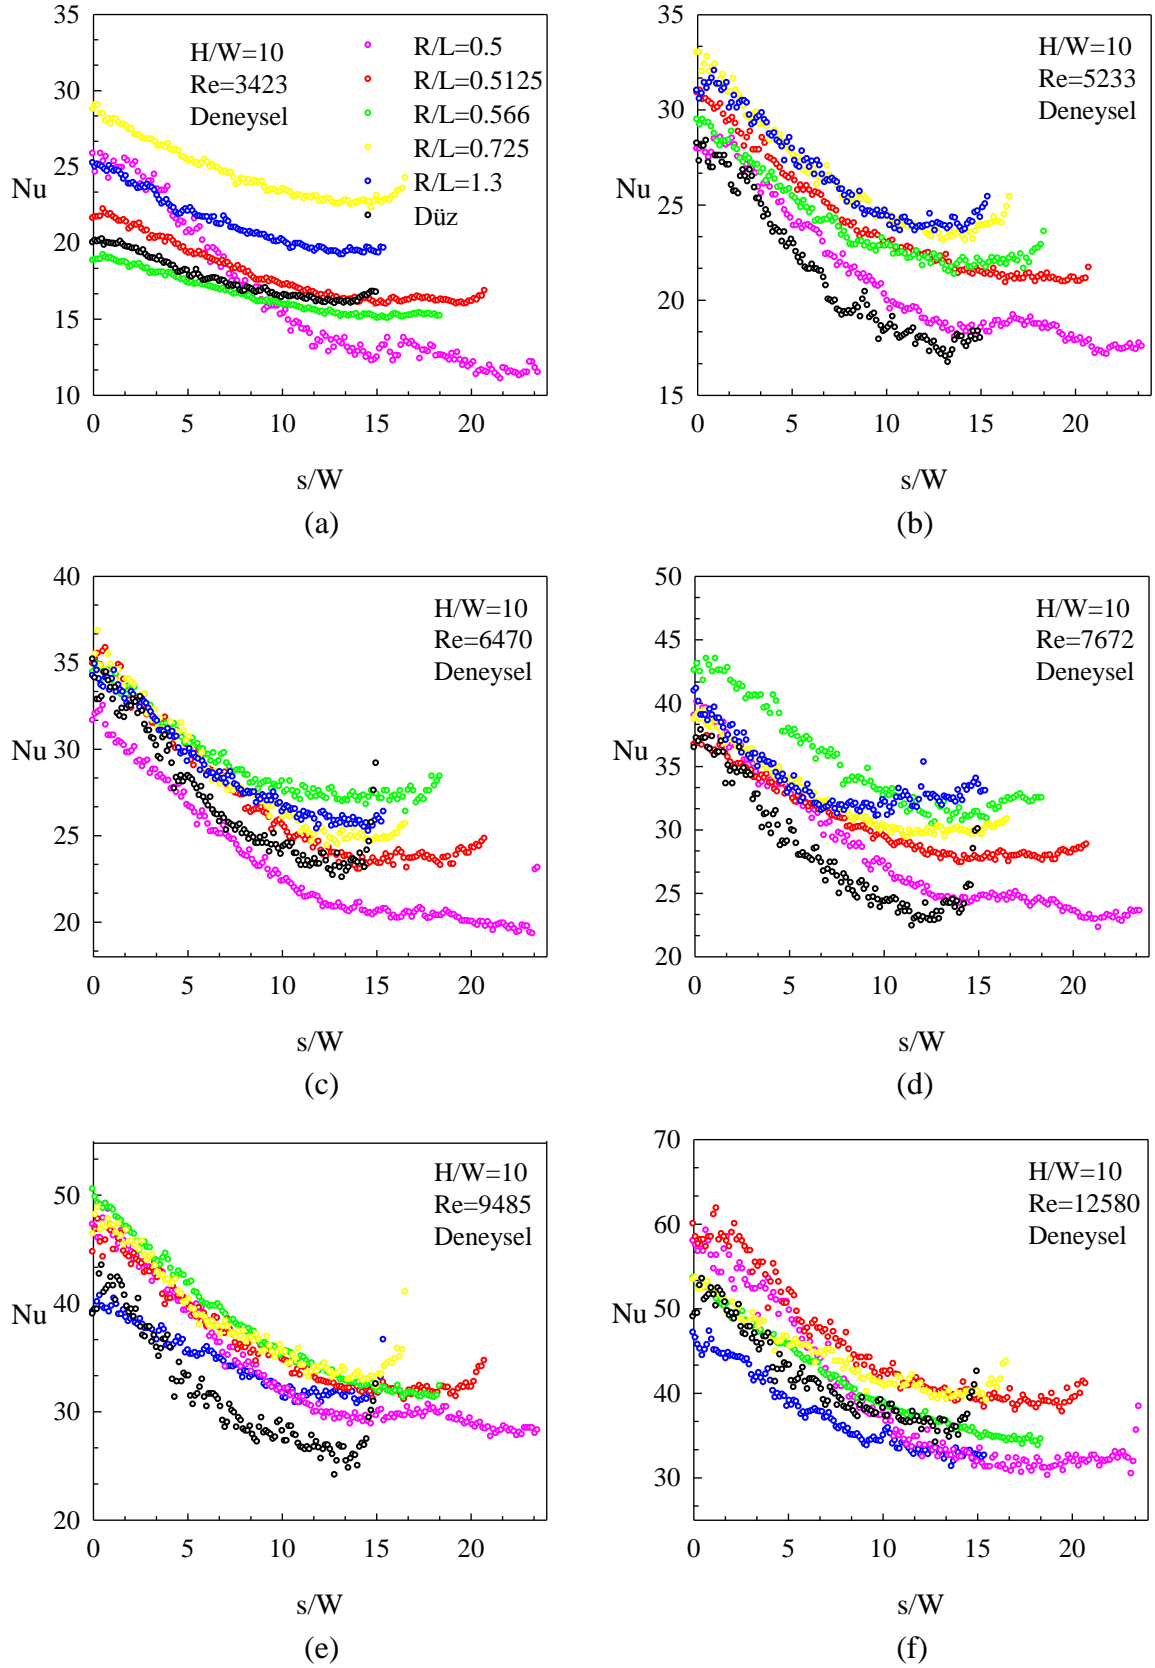 35
30
25
20
15
10
Nu
H/W=10
Re=3423
Deneysel
R/L=0.5
R/L=0.5125
R/L=0.566
R/L=0.725
R/L=1.3
Düz
0 5 10 15 20
s/W
(a)
35
30
25
20
15
Nu
H/W=10
Re=5233
Deneysel
0 5 10 15 20
s/W
(b)
40
35
30
25
20
Nu
H/W=10
Re=6470
Deneysel
0 5 10 15 20
s/W
(c)
50
45
40
35
30
25
20
Nu
H/W=10
Re=7672
Deneysel
0 5 10 15 20
s/W
(d)
50
40
30
20
Nu
H/W=10
Re=9485
Deneysel
0 5 10 15 20
s/W
(e)
70
60
50
40
30
Nu
H/W=10
Re=12580
Deneysel
0 5 10 15 20
s/W
(f)